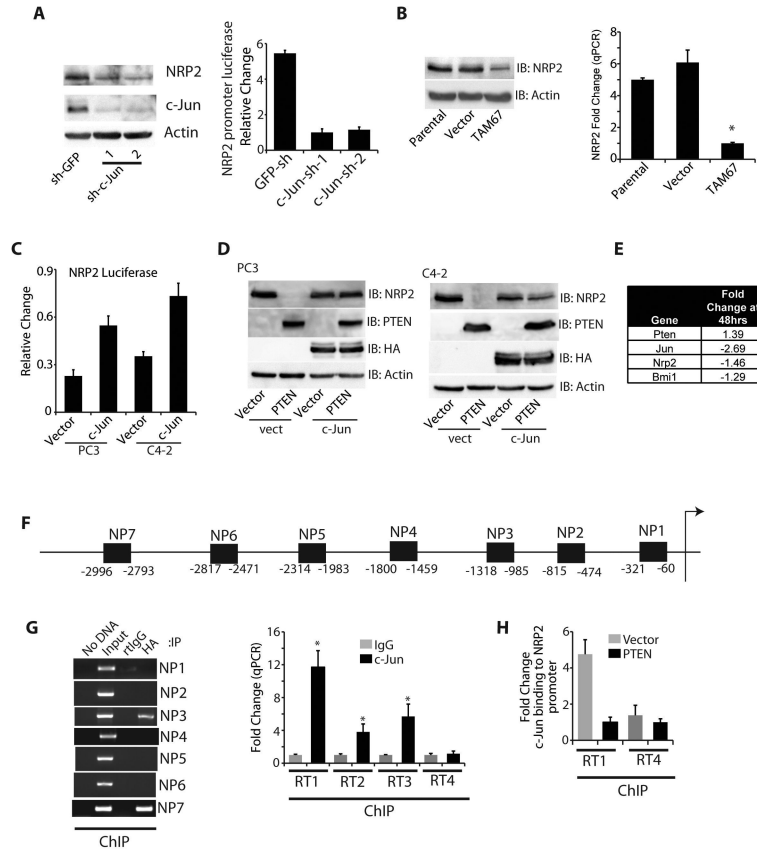 A
NRP2
c-Jun
Actin
sh-GFP
1
2
sh-c-Jun
NRP2 promoter luciferase
Relative Change
6
4
2
0
GFP-sh
c-Jun-sh-1
c-Jun-sh-2
B
IB: NRP2
IB: Actin
Parental
Vector
TAM67
NRP2 Fold Change (qPCR)
8
6
4
2
0
*
Parental
Vector
TAM67
C
NRP2 Luciferase
Relative Change
0.9
0.6
0.3
0
Vector
c-Jun
Vector
c-Jun
PC3
C4-2
D
PC3
IB: NRP2
IB: PTEN
IB: HA
IB: Actin
Vector
PTEN
Vector
PTEN
vect
c-Jun
C4-2
IB: NRP2
IB: PTEN
IB: HA
IB: Actin
Vector
PTEN
Vector
PTEN
vect
c-Jun
E
Gene
Fold
Change at
48hrs
Pten 1.39
Jun -2.69
Nrp2 -1.46
Bmi1 -1.29
F
NP7 NP6 NP5 NP4 NP3 NP2 NP1
-2996 -2793 -2817 -2471 -2314 -1983 -1800 -1459 -1318 -985 -815 -474 -321 -60
G
No DNA
Input
rtIgG
HA
:IP
NP1
NP2
NP3
NP4
NP5
NP6
NP7
ChIP
Fold Change (qPCR)
16
12
8
4
0
IgG
c-Jun
*
*
*
RT1 RT2 RT3 RT4
ChIP
H
Fold Change
c-Jun binding to NRP2
promoter
6
4
2
0
Vector
PTEN
RT1 RT4
ChIP